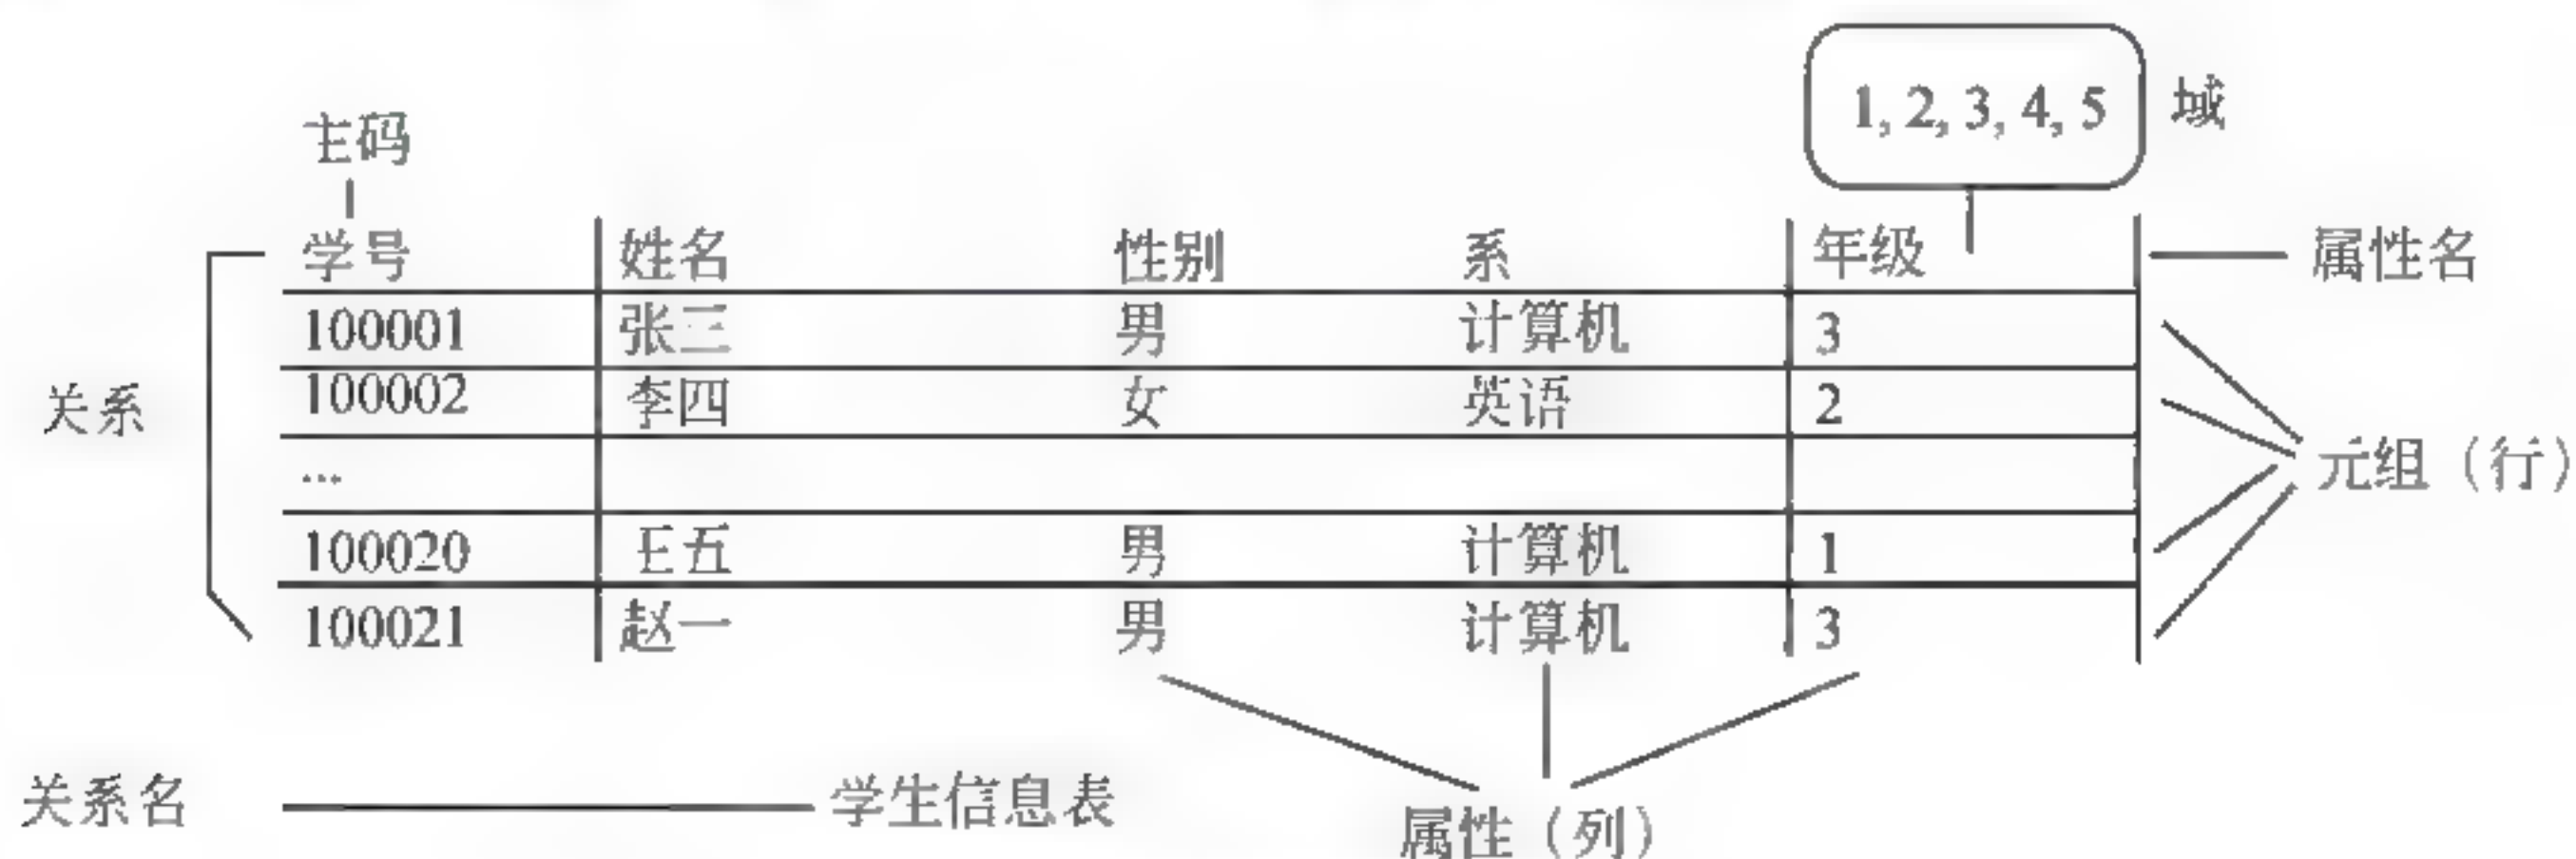 1, 2, 3, 4, 5 域
主码
学号 姓名 性别 系 年级 属性名
100001 张三 男 计算机 3
关系
100002 李四 女 英语 2
... 
元组（行）
100020 王五 男 计算机 1
100021 赵一 男 计算机 3
关系名 学生信息表
属性（列）